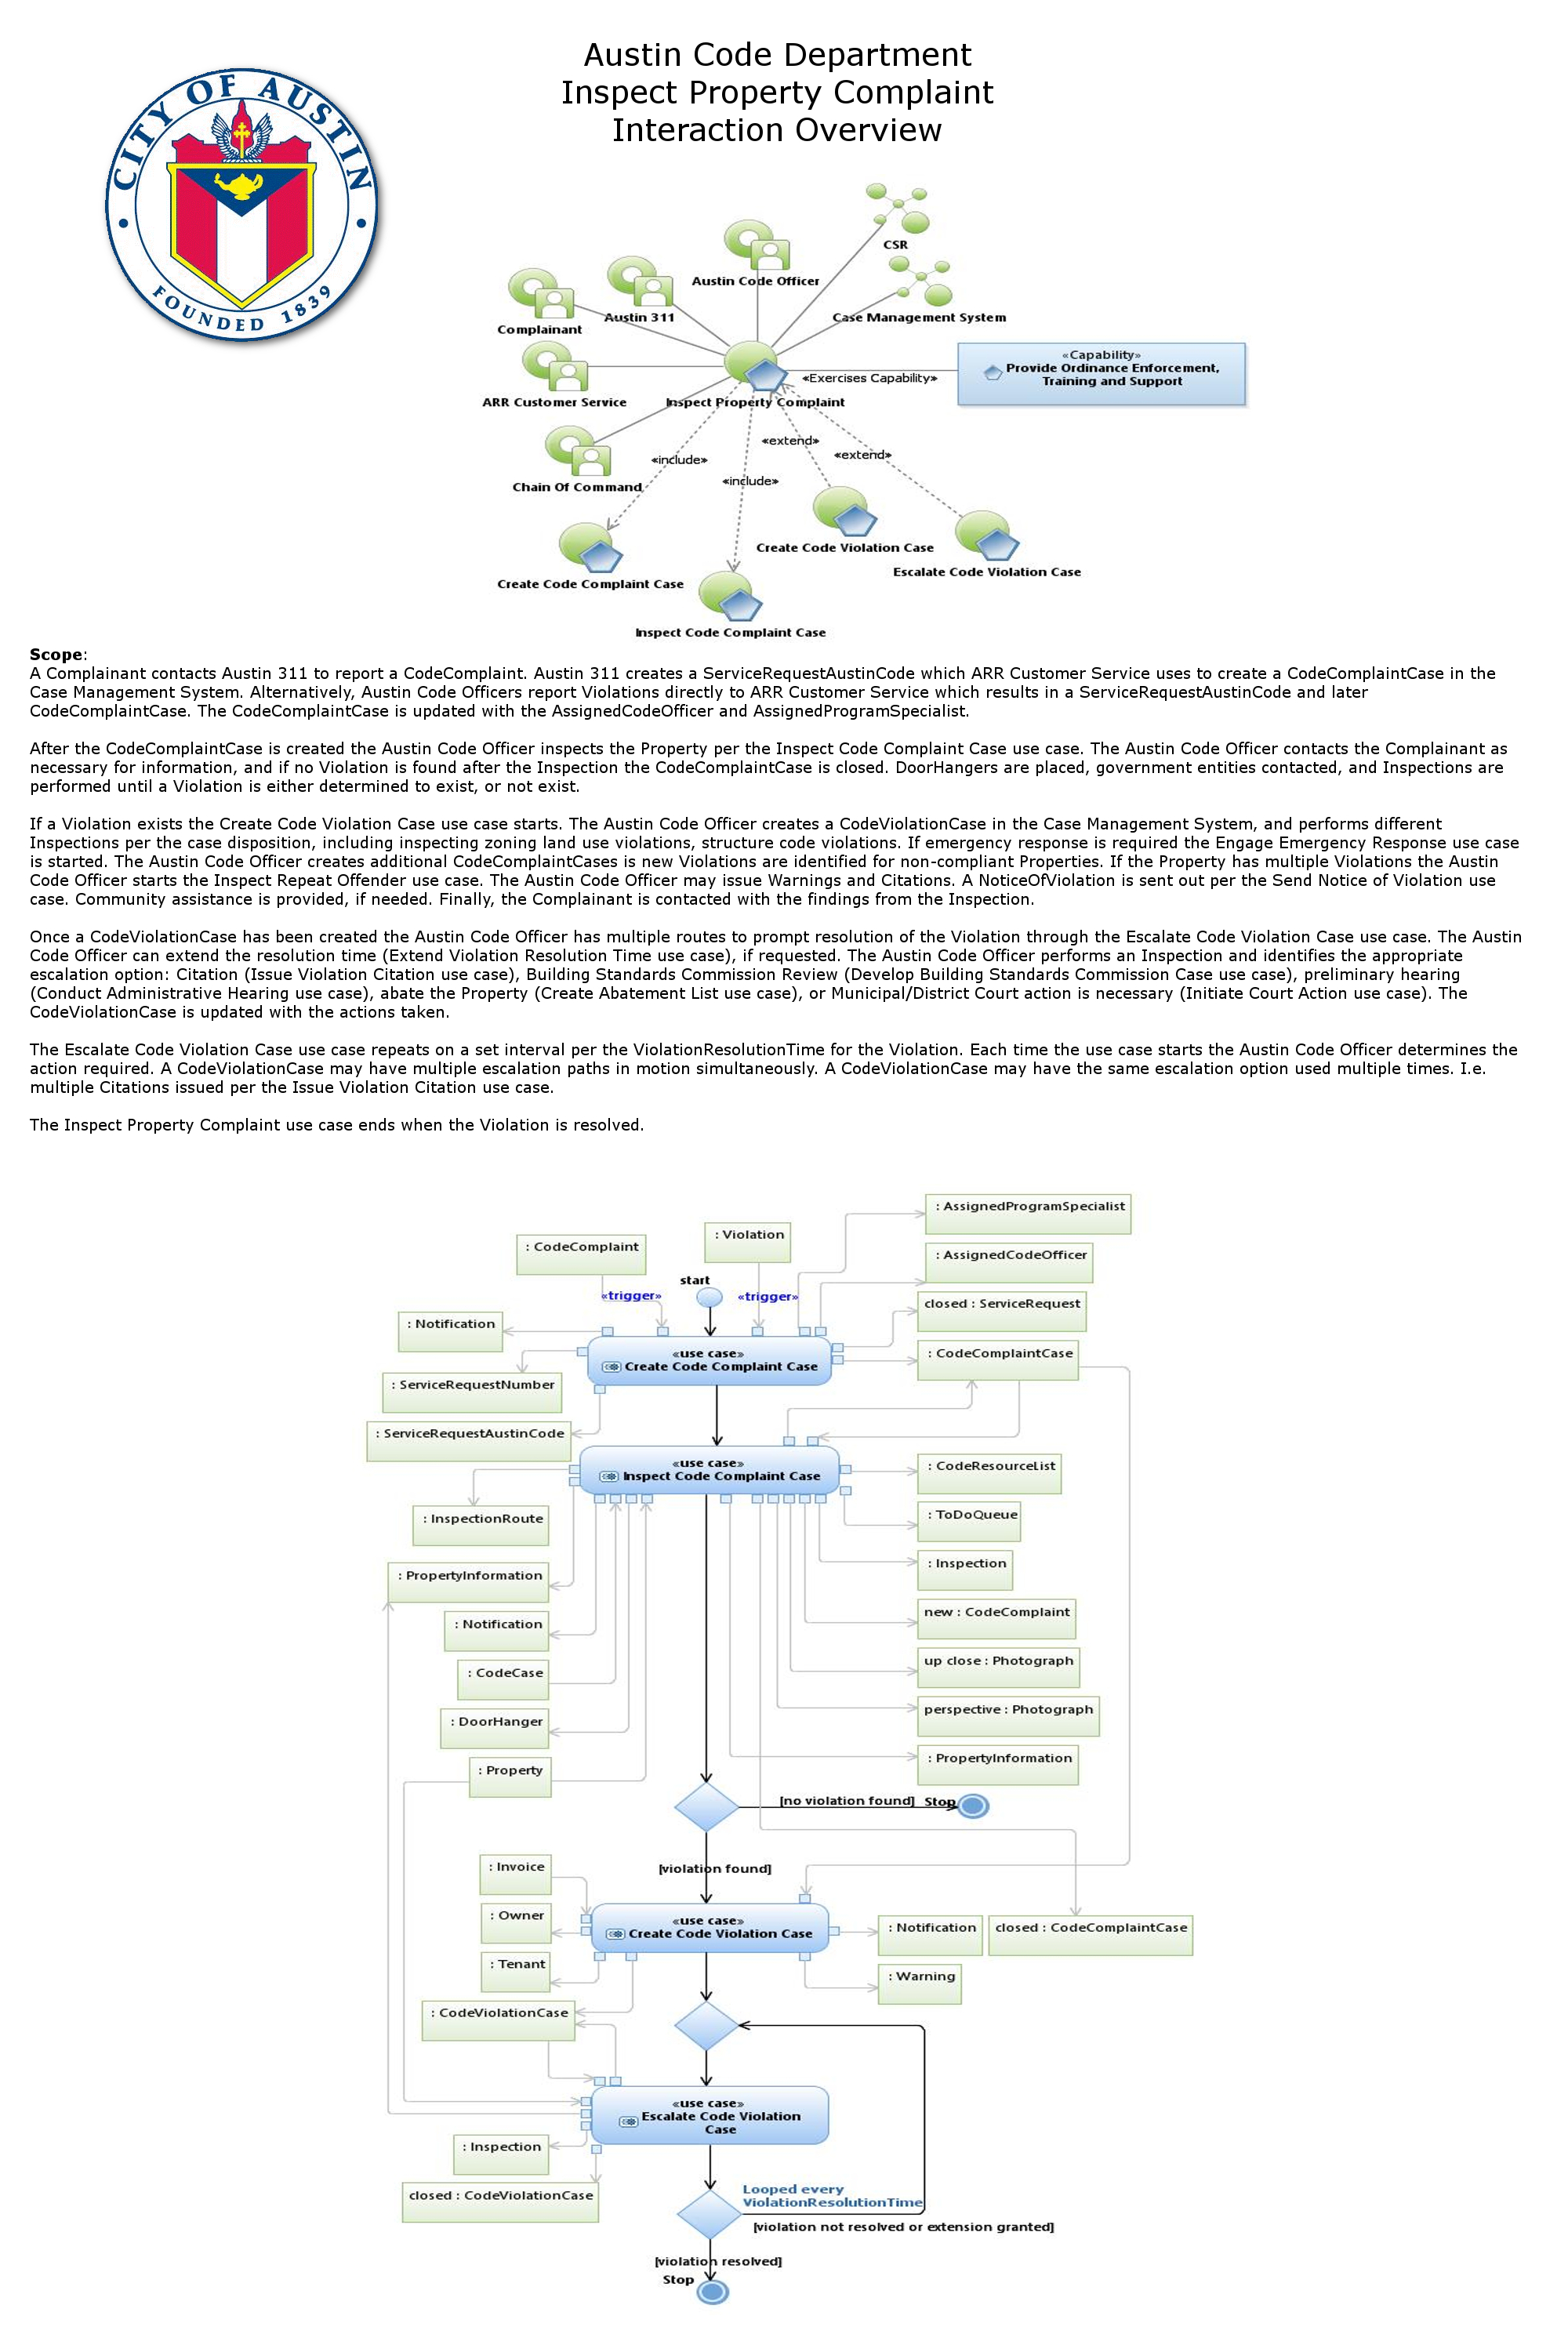 Austin Code Department
Inspect Property Complaint
Interaction Overview
CITY OF AUSTIN
FOUNDED 1839
CSR
Austin Code Officer
Case Management System
Austin 311
Complainant
«Capability»
Provide Ordinance Enforcement,
Training and Support
«Exercises Capability»
ARR Customer Service
Inspect Property Complaint
«extend»
«extend»
«include»
«include»
Chain Of Command
Create Code Violation Case
Escalate Code Violation Case
Create Code Complaint Case
Inspect Code Complaint Case
Scope:
A Complainant contacts Austin 311 to report a CodeComplaint. Austin 311 creates a ServiceRequestAustinCode which ARR Customer Service uses to create a CodeComplaintCase in the
Case Management System. Alternatively, Austin Code Officers report Violations directly to ARR Customer Service which results in a ServiceRequestAustinCode and later
CodeComplaintCase. The CodeComplaintCase is updated with the AssignedCodeOfficer and AssignedProgramSpecialist.
After the CodeComplaintCase is created the Austin Code Officer inspects the Property per the Inspect Code Complaint Case use case. The Austin Code Officer contacts the Complainant as
necessary for information, and if no Violation is found after the Inspection the CodeComplaintCase is closed. DoorHangers are placed, government entities contacted, and Inspections are
performed until a Violation is either determined to exist, or not exist.
If a Violation exists the Create Code Violation Case use case starts. The Austin Code Officer creates a CodeViolationCase in the Case Management System, and performs different
Inspections per the case disposition, including inspecting zoning land use violations, structure code violations. If emergency response is required the Engage Emergency Response use case
is started. The Austin Code Officer creates additional CodeComplaintCases is new Violations are identified for non-compliant Properties. If the Property has multiple Violations the Austin
Code Officer starts the Inspect Repeat Offender use case. The Austin Code Officer may issue Warnings and Citations. A NoticeOfViolation is sent out per the Send Notice of Violation use
case. Community assistance is provided, if needed. Finally, the Complainant is contacted with the findings from the Inspection.
Once a CodeViolationCase has been created the Austin Code Officer has multiple routes to prompt resolution of the Violation through the Escalate Code Violation Case use case. The Austin
Code Officer can extend the resolution time (Extend Violation Resolution Time use case), if requested. The Austin Code Officer performs an Inspection and identifies the appropriate
escalation option: Citation (Issue Violation Citation use case), Building Standards Commission Review (Develop Building Standards Commission Case use case), preliminary hearing
(Conduct Administrative Hearing use case), abate the Property (Create Abatement List use case), or Municipal/District Court action is necessary (Initiate Court Action use case). The
CodeViolationCase is updated with the actions taken.
The Escalate Code Violation Case use case repeats on a set interval per the ViolationResolutionTime for the Violation. Each time the use case starts the Austin Code Officer determines the
action required. A CodeViolationCase may have multiple escalation paths in motion simultaneously. A CodeViolationCase may have the same escalation option used multiple times. I.e.
multiple Citations issued per the Issue Violation Citation use case.
The Inspect Property Complaint use case ends when the Violation is resolved.
: AssignedProgramSpecialist
: Violation
: CodeComplaint
: AssignedCodeOfficer
start
«trigger»
«trigger»
closed : ServiceRequest
: Notification
«use case»
Create Code Complaint Case
: CodeComplaintCase
: ServiceRequestNumber
: ServiceRequestAustinCode
«use case»
Inspect Code Complaint Case
: CodeResourceList
: InspectionRoute
: ToDoQueue
: Inspection
: PropertyInformation
new : CodeComplaint
: Notification
up close : Photograph
: CodeCase
perspective : Photograph
: DoorHanger
: PropertyInformation
: Property
[no violation found]
Stop
[violation found]
: Invoice
: Owner
«use case»
Create Code Violation Case
: Notification
closed : CodeComplaintCase
: Tenant
: Warning
: CodeViolationCase
«use case»
Escalate Code Violation
Case
: Inspection
closed : CodeViolationCase
Looped every
ViolationResolutionTime
[violation not resolved or extension granted]
[violation resolved]
Stop